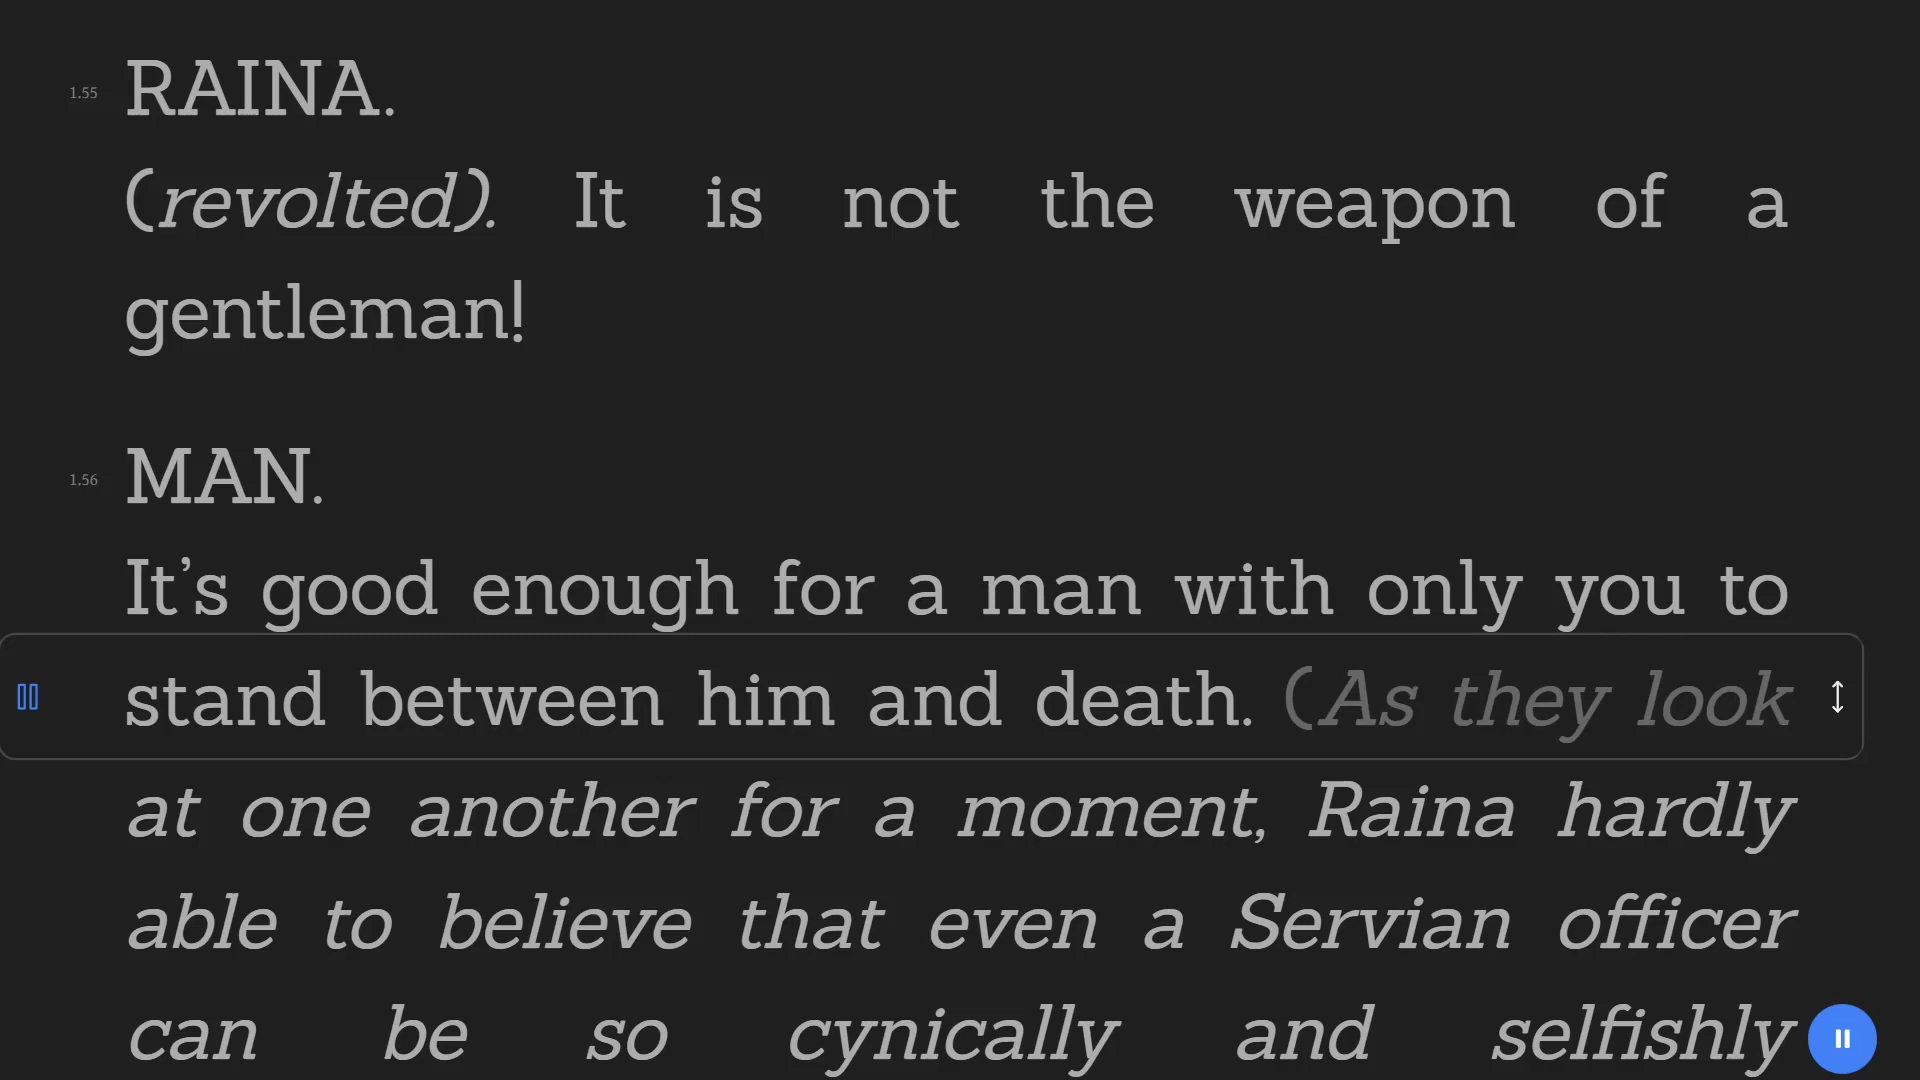 1.55 RAINA.
(revolted). It is not the weapon of a
gentleman!
1.56 MAN.
It’s good enough for a man with only you to
stand between him and death. (As they look
at one another for a moment, Raina hardly
able to believe that even a Servian officer
can be so cynically and selfishly